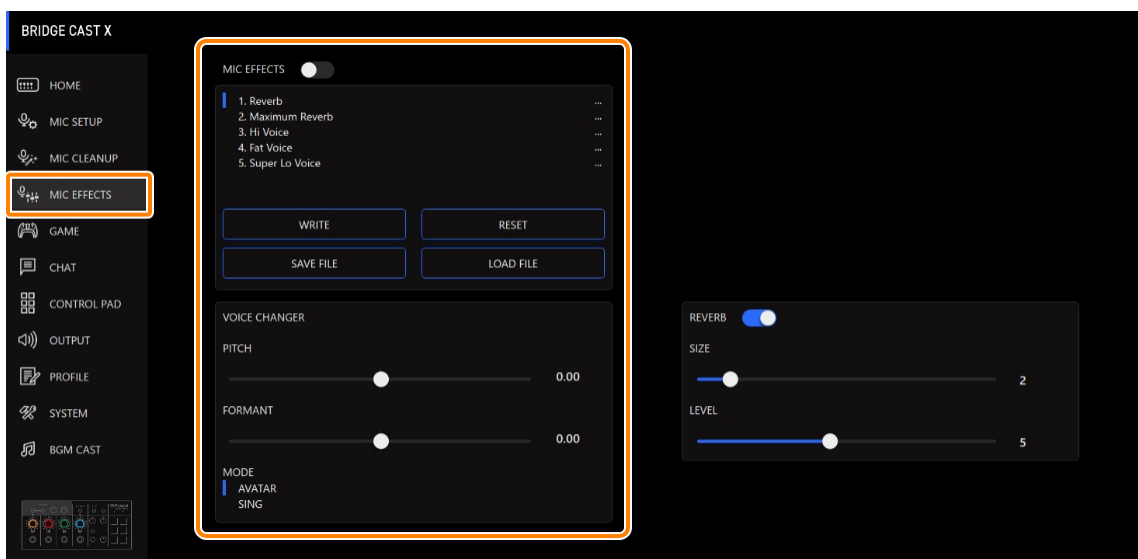 BRIDGE CAST X
HOME
MIC SETUP
MIC CLEANUP
MIC EFFECTS
GAME
CHAT
CONTROL PAD
OUTPUT
PROFILE
SYSTEM
BGM CAST
MIC EFFECTS
1. Reverb ...
2. Maximum Reverb ...
3. Hi Voice ...
4. Fat Voice ...
5. Super Lo Voice ...
WRITE RESET
SAVE FILE LOAD FILE
VOICE CHANGER
PITCH
0.00
FORMANT
0.00
MODE
AVATAR
SING
REVERB
SIZE
2
LEVEL
5